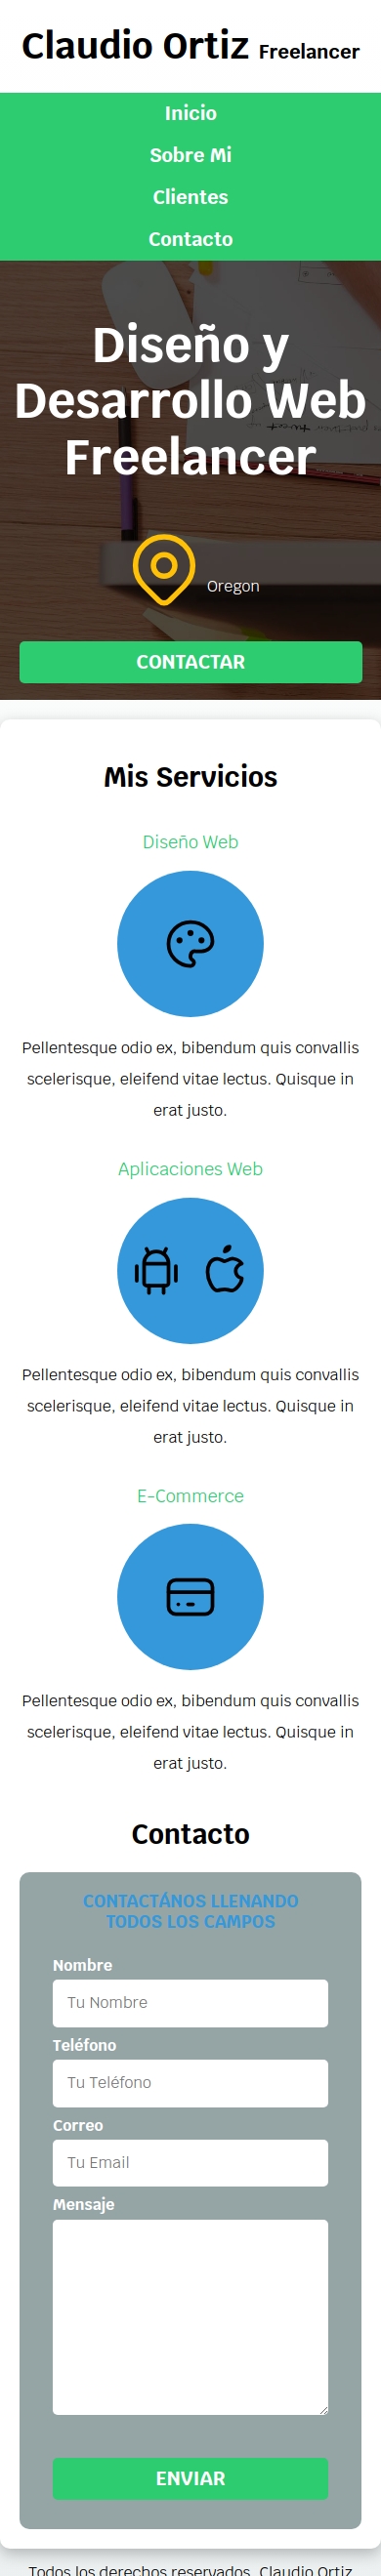 Claudio Ortiz Freelancer
Inicio
Sobre Mi
Clientes
Contacto
Diseño y
Desarrollo Web
Freelancer
Oregon
CONTACTAR
Mis Servicios
Diseño Web
Pellentesque odio ex, bibendum quis convallis
scelerisque, eleifend vitae lectus. Quisque in
erat justo.
Aplicaciones Web
Pellentesque odio ex, bibendum quis convallis
scelerisque, eleifend vitae lectus. Quisque in
erat justo.
E-Commerce
Pellentesque odio ex, bibendum quis convallis
scelerisque, eleifend vitae lectus. Quisque in
erat justo.
Contacto
CONTACTÁNOS LLENANDO
TODOS LOS CAMPOS
Nombre
Tu Nombre
Teléfono
Tu Teléfono
Correo
Tu Email
Mensaje
ENVIAR
Todos los derechos reservados. Claudio Ortiz